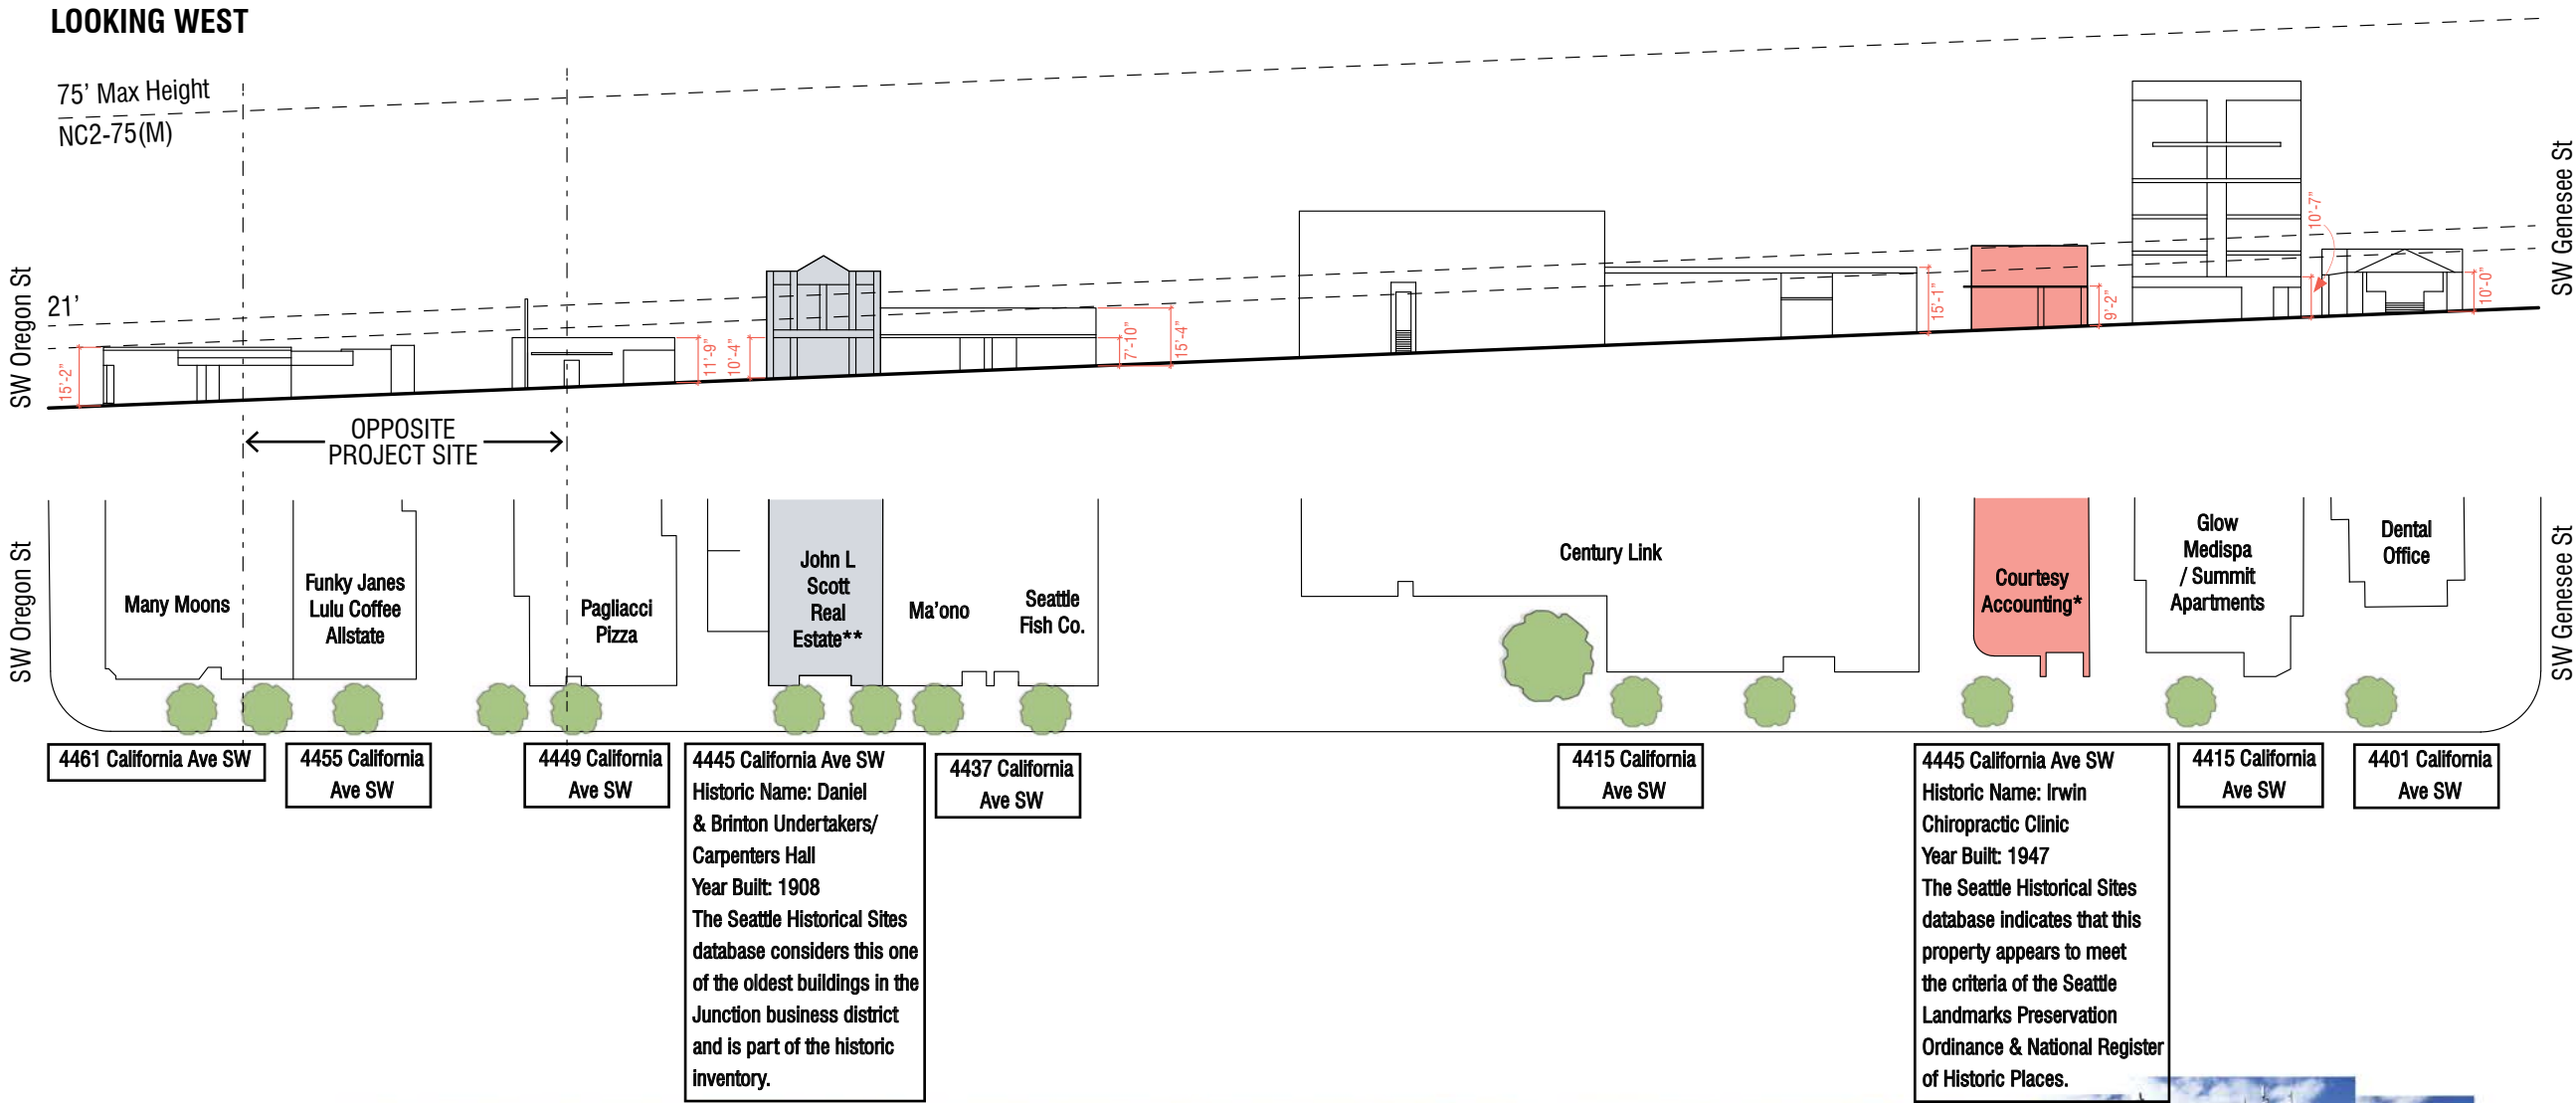 LOOKING WEST
75’ Max Height
NC2-75(M)
SW Oregon St
21’
15’-2”
11’-9”
10’-4”
7’-10”
15’-4”
15’-1”
9’-2”
10’-7”
10’-0”
SW Genesee St
OPPOSITE
PROJECT SITE
SW Oregon St
Many Moons
Funky Janes
Lulu Coffee
Allstate
Pagliacci
Pizza
John L
Scott
Real
Estate**
Ma’ono
Seattle
Fish Co.
Century Link
Courtesy
Accounting*
Glow
Medispa
/ Summit
Apartments
Dental
Office
SW Genesee St
4461 California Ave SW
4455 California
Ave SW
4449 California
Ave SW
4445 California Ave SW
Historic Name: Daniel
& Brinton Undertakers/
Carpenters Hall
Year Built: 1908
The Seattle Historical Sites
database considers this one
of the oldest buildings in the
Junction business district
and is part of the historic
inventory.
4437 California
Ave SW
4415 California
Ave SW
4445 California Ave SW
Historic Name: Irwin
Chiropractic Clinic
Year Built: 1947
The Seattle Historical Sites
database indicates that this
property appears to meet
the criteria of the Seattle
Landmarks Preservation
Ordinance & National Register
of Historic Places.
4415 California
Ave SW
4401 California
Ave SW